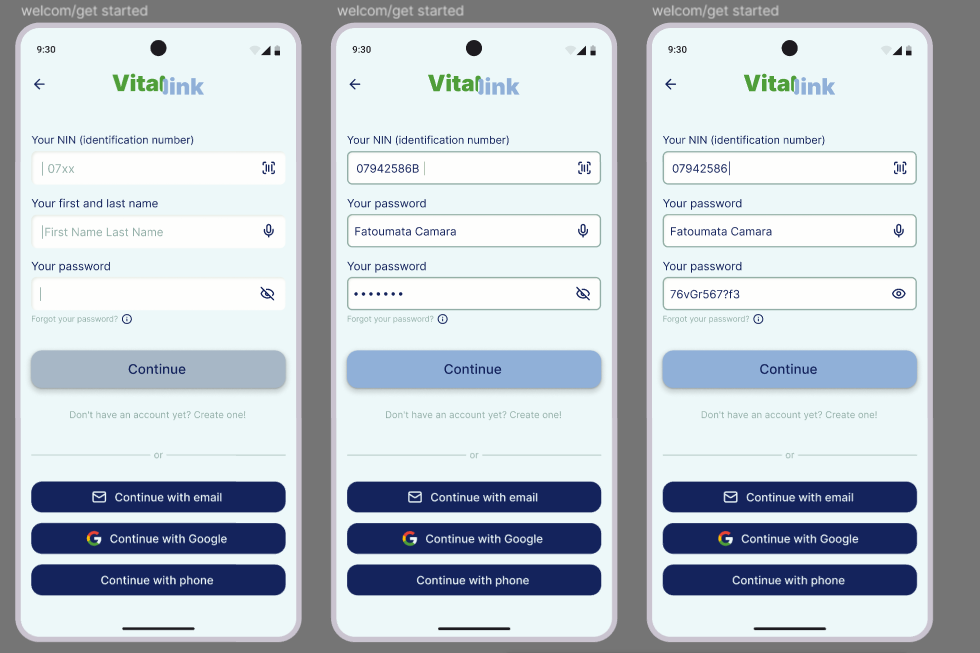 welcom/get started
9:30
Vitallink
Your NIN (identification number)
07xx
Your first and last name
First Name Last Name
Your password
Forgot your password?
Continue
Don't have an account yet? Create one!
or
Continue with email
Continue with Google
Continue with phone
welcom/get started
9:30
Vitallink
Your NIN (identification number)
07942586B
Your password
Fatoumata Camara
Your password
•••••••
Forgot your password?
Continue
Don't have an account yet? Create one!
or
Continue with email
Continue with Google
Continue with phone
welcom/get started
9:30
Vitallink
Your NIN (identification number)
07942586
Your password
Fatoumata Camara
Your password
76vGr567?f3
Forgot your password?
Continue
Don't have an account yet? Create one!
or
Continue with email
Continue with Google
Continue with phone